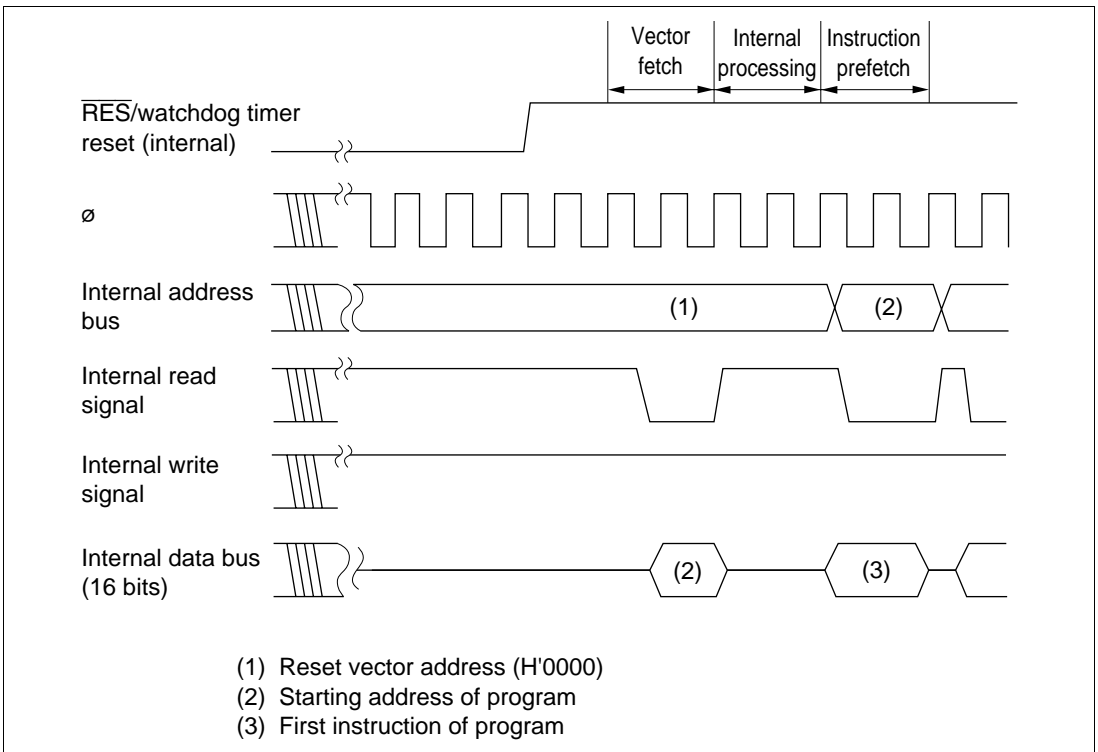 Vector
fetch
Internal
processing
Instruction
prefetch
R̅E̅S̅/watchdog timer
reset (internal)
ø
Internal address
bus
(1)
(2)
Internal read
signal
Internal write
signal
Internal data bus
(16 bits)
(2)
(3)
(1) Reset vector address (H'0000)
(2) Starting address of program
(3) First instruction of program